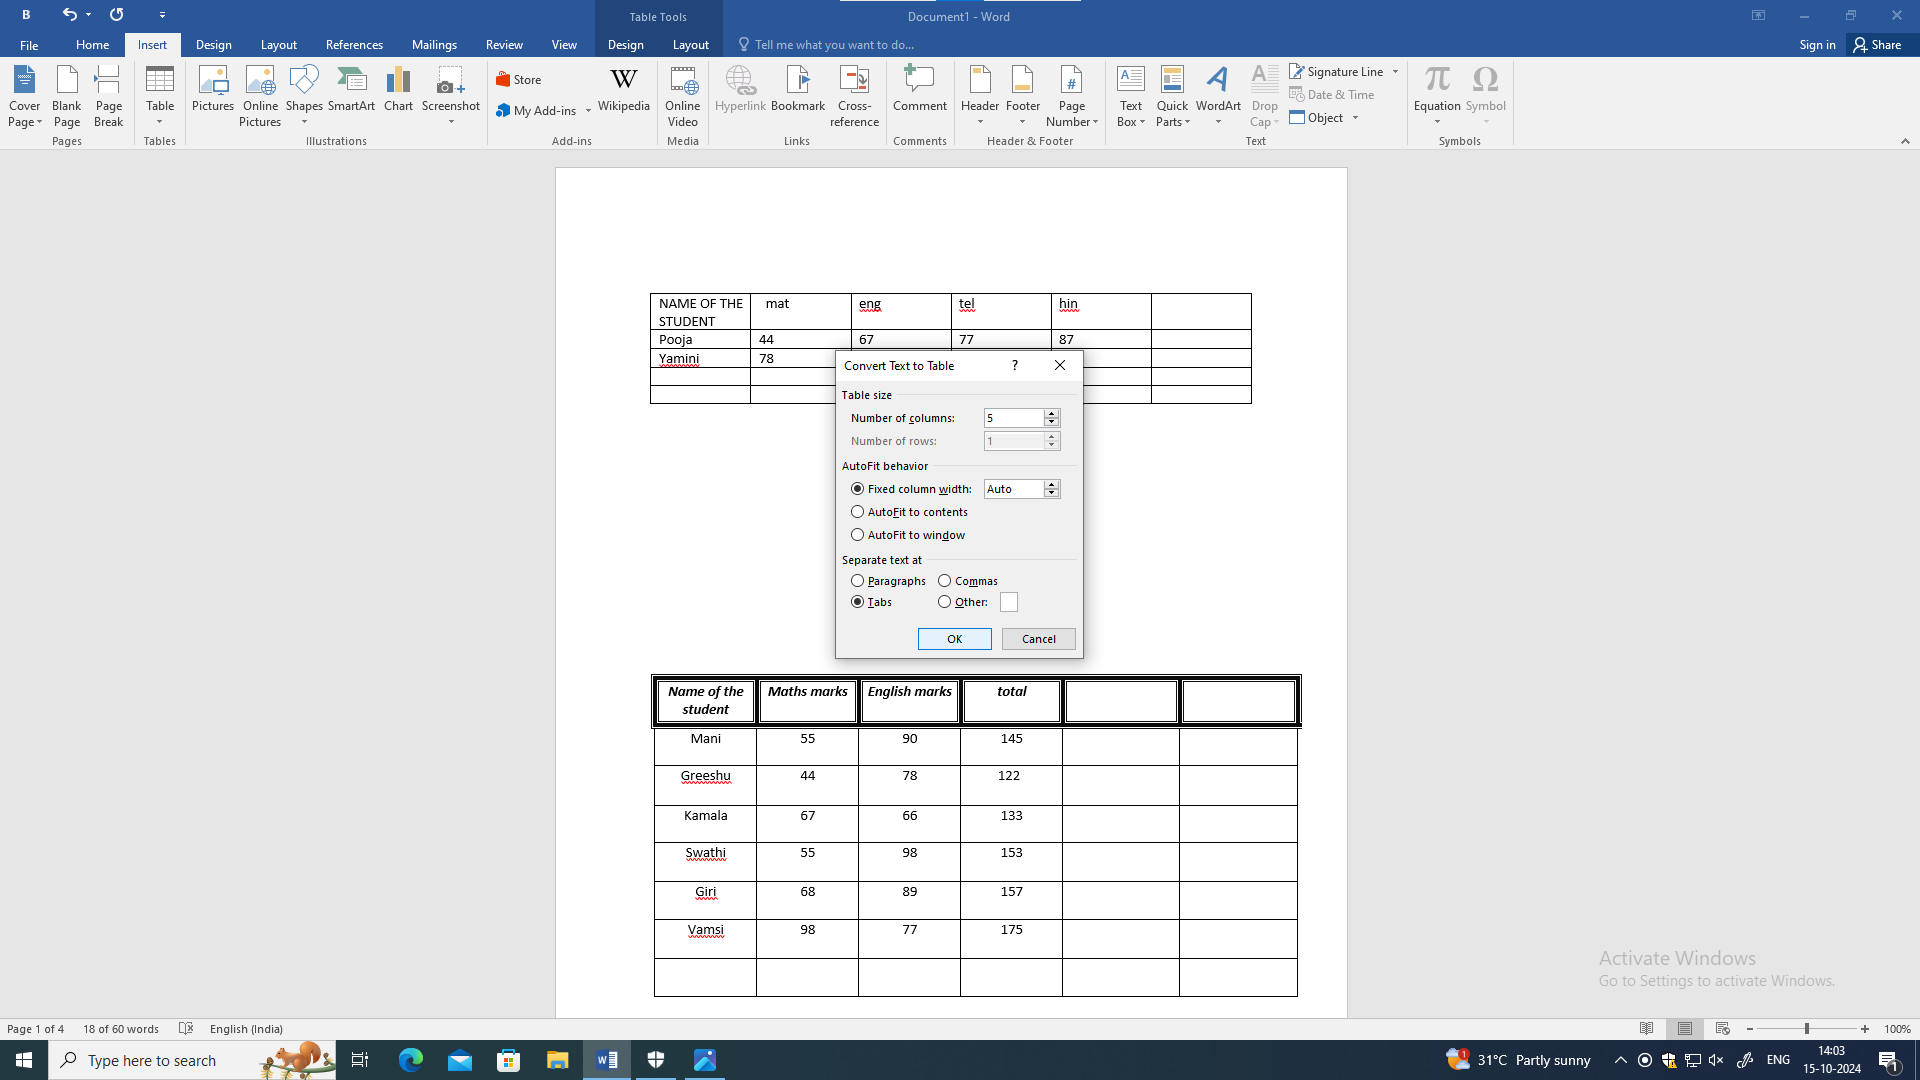 B
Table Tools
Document1 - Word
File Home Insert Design Layout References Mailings Review View Design Layout Tell me what you want to do... Sign in Share
Cover Page
Blank Page
Page Break
Pages
Table
Tables
Pictures
Online Pictures
Shapes
SmartArt
Chart
Screenshot
Illustrations
Store
My Add-ins
W
Wikipedia
Add-ins
Online Video
Media
Hyperlink
Bookmark
Cross-reference
Links
Comment
Comments
Header
Footer
Page Number
Header & Footer
Text Box
Quick Parts
WordArt
Drop Cap
Signature Line
Date & Time
Object
Text
Equation
Symbol
Symbols
NAME OF THE STUDENT mat eng tel hin
Pooja 44 67 77 87
Yamini 78
Convert Text to Table ?
Table size
Number of columns: 5
Number of rows: 1
AutoFit behavior
Fixed column width: Auto
AutoFit to contents
AutoFit to window
Separate text at
Paragraphs Commas
Tabs Other:
OK Cancel
Name of the student Maths marks English marks total
Mani 55 90 145
Greeshu 44 78 122
Kamala 67 66 133
Swathi 55 98 153
Giri 68 89 157
Vamsi 98 77 175
Activate Windows
Go to Settings to activate Windows.
Page 1 of 4 18 of 60 words English (India) 100%
Type here to search
31°C Partly sunny
ENG
14:03
15-10-2024
1